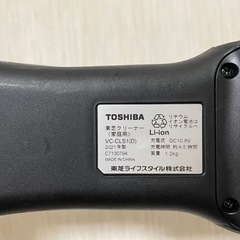 TOSHIBA
東芝クリーナー
(家庭用)
VC-CLS1(D)
2021年製
C7130794
MADE IN CHINA
リチウム
イオン電池は
リサイクルへ
Li-ion
充電式 DC10.8V
充電時間 約4.5時間
質量 1.2kg
東芝ライフスタイル株式会社